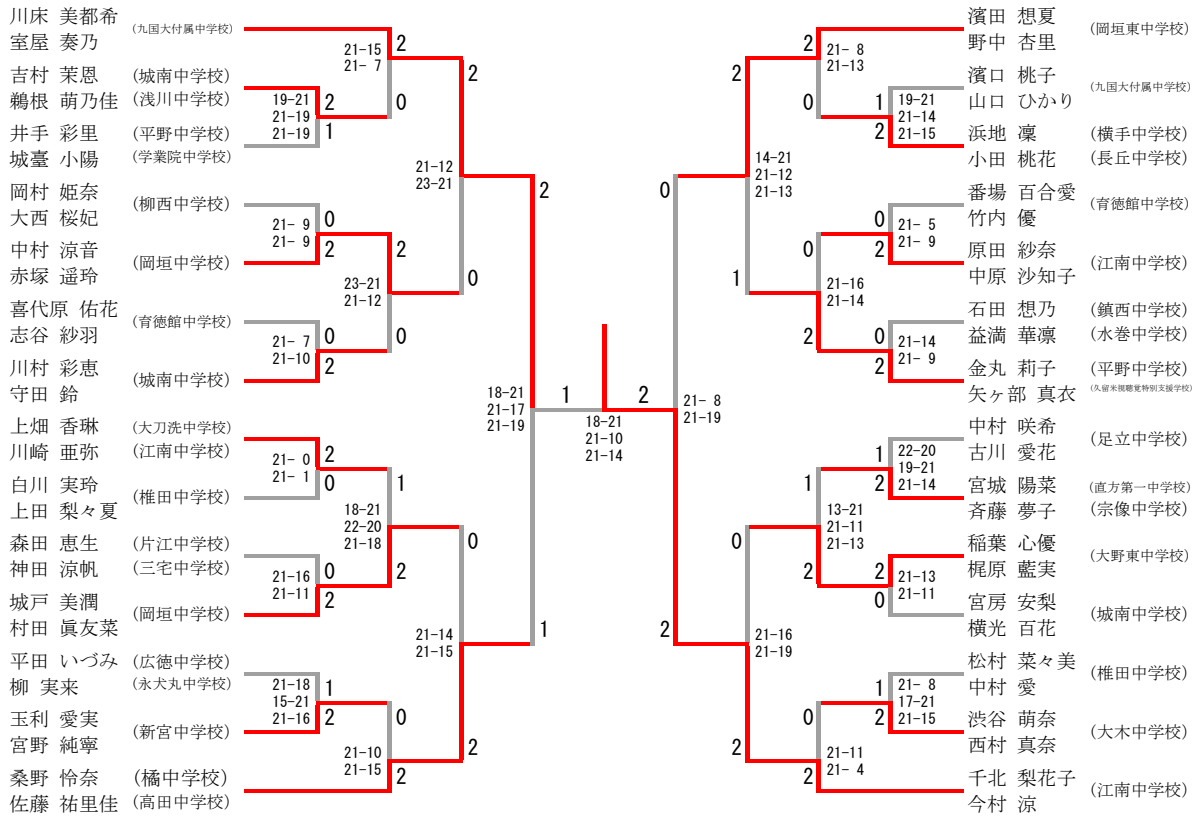 川床 美都希
(九国大付属中学校)
室屋 奏乃
吉村 茉恩 (城南中学校)
鵜根 萌乃佳 (浅川中学校)
井手 彩里 (平野中学校)
城臺 小陽 (学業院中学校)
岡村 姫奈
(柳西中学校)
大西 桜妃
中村 涼音
(岡垣中学校)
赤塚 遥玲
喜代原 佑花
(育徳館中学校)
志谷 紗羽
川村 彩恵
(城南中学校)
守田 鈴
上畑 香琳 (大刀洗中学校)
川崎 亜弥 (江南中学校)
白川 実玲
(椎田中学校)
上田 梨々夏
森田 恵生 (片江中学校)
神田 涼帆 (三宅中学校)
城戸 美潤
(岡垣中学校)
村田 眞友菜
平田 いづみ (広徳中学校)
柳 実来 (永犬丸中学校)
玉利 愛実
(新宮中学校)
宮野 純寧
桑野 怜奈 (橘中学校)
佐藤 祐里佳 (高田中学校)
19-21 2
21-19
21-19 1
21- 9 0
21- 9 2
21- 7 0
21-10 2
21- 0 2
21- 1 0
21-16 0
21-11 2
21-18 1
15-21
21-16 2
21-15 2
21- 7
0
2
23-21
21-12
0
1
18-21
22-20
21-18
2
0
21-10
21-15 2
2
21-12
23-21
0
0
21-14
21-15
2
2
18-21
21-17
21-19
1
1 2
18-21
21-10
21-14
0
21- 8
21-19
2
2
14-21
21-12
21-13
1
0
21-16
21-19
2
2 21- 8
21-13
0
0
21-16
21-14
2
1
13-21
21-11
21-13
2
0
21-11
2 21- 4
1 19-21
21-14
2 21-15
0 21- 5
2 21- 9
0 21-14
2 21- 9
1 22-20
19-21
2 21-14
2 21-13
0 21-11
1 21- 8
17-21
2 21-15
濱田 想夏
(岡垣東中学校)
野中 杏里
濱口 桃子
(九国大付属中学校)
山口 ひかり
浜地 凜 (横手中学校)
小田 桃花 (長丘中学校)
番場 百合愛
(育徳館中学校)
竹内 優
原田 紗奈
(江南中学校)
中原 沙知子
石田 想乃 (鎮西中学校)
益満 華凛 (水巻中学校)
金丸 莉子 (平野中学校)
矢ヶ部 真衣 (久留米視聴覚特別支援学校)
中村 咲希
(足立中学校)
古川 愛花
宮城 陽菜 (直方第一中学校)
斉藤 夢子 (宗像中学校)
稲葉 心優
(大野東中学校)
梶原 藍実
宮房 安梨
(城南中学校)
横光 百花
松村 菜々美
(椎田中学校)
中村 愛
渋谷 萌奈
(大木中学校)
西村 真奈
千北 梨花子
(江南中学校)
今村 涼